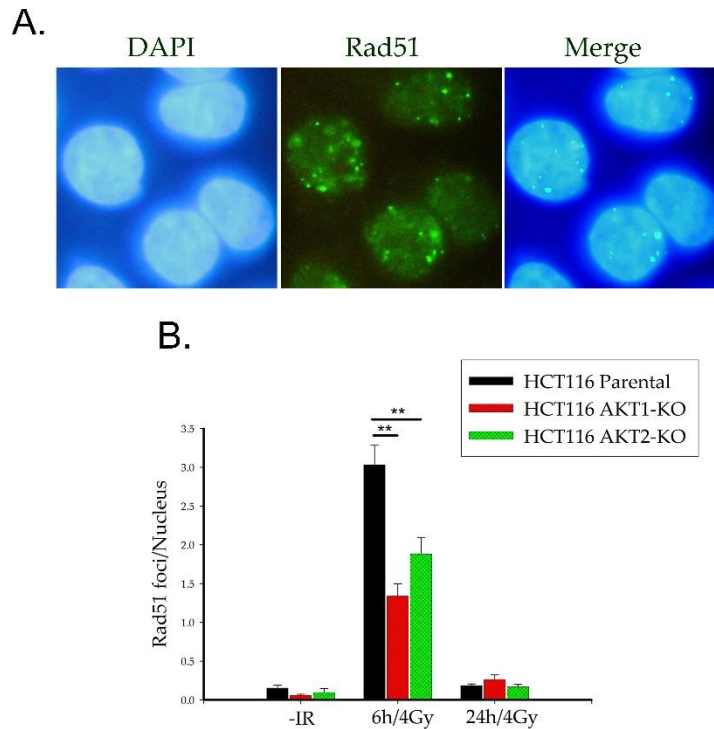 A.
DAPI Rad51 Merge
B.
HCT116 Parental
HCT116 AKT1-KO
HCT116 AKT2-KO
**
**
Rad51 foci/Nucleus
3.5
3.0
2.5
2.0
1.5
1.0
0.5
0.0
-IR 6h/4Gy 24h/4Gy